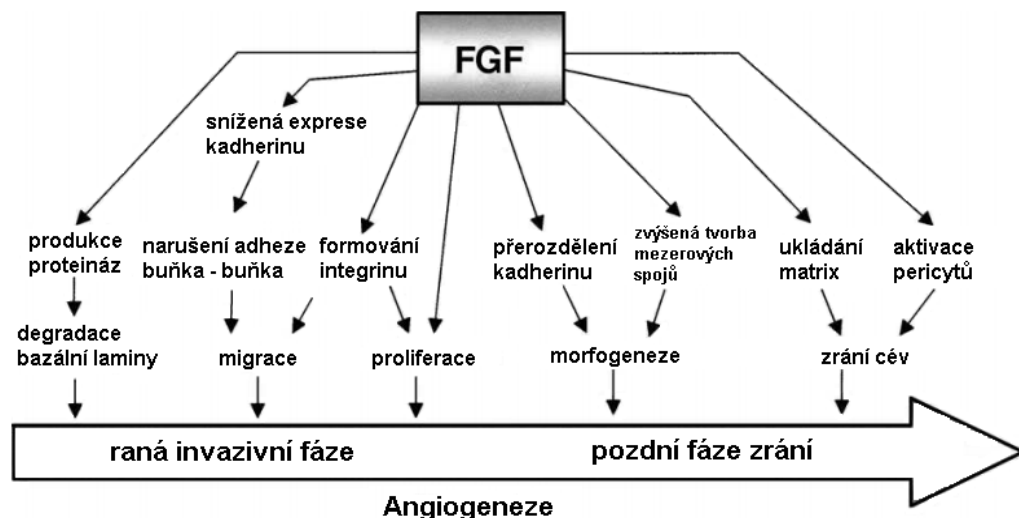 FGF
snížená exprese
kadherinu
produkce
proteináz
narušení adheze
buňka - buňka
formování
integrinu
přerozdělení
kadherinu
zvýšená tvorba
mezerových
spojů
ukládání
matrix
aktivace
pericytů
degradace
bazální laminy
migrace
proliferace
morfogeneze
zrání cév
raná invazivní fáze
pozdní fáze zrání
Angiogeneze